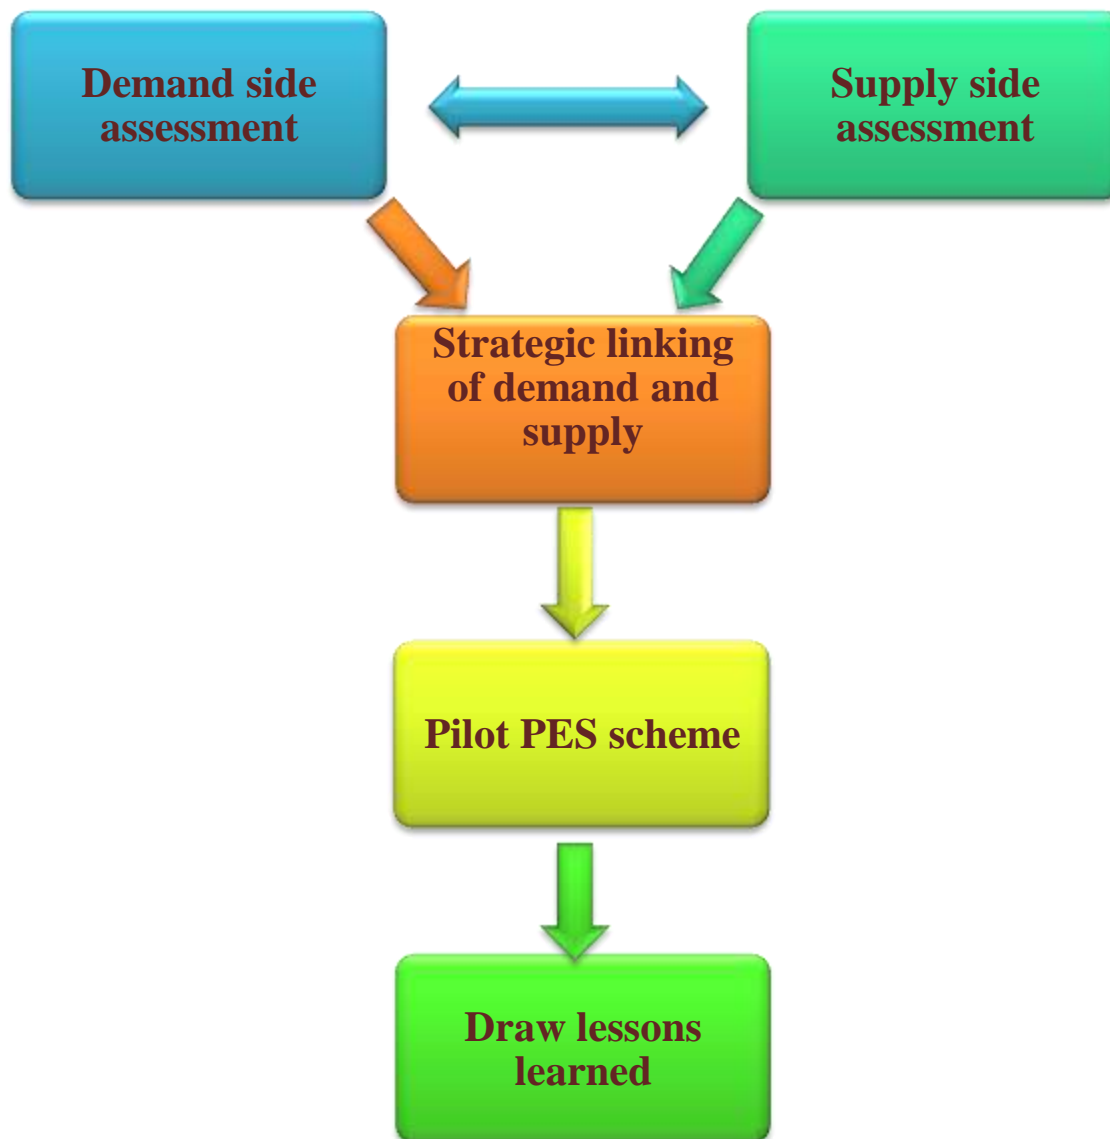 Demand side
assessment
Supply side
assessment
Strategic linking
of demand and
supply
Pilot PES scheme
Draw lessons
learned